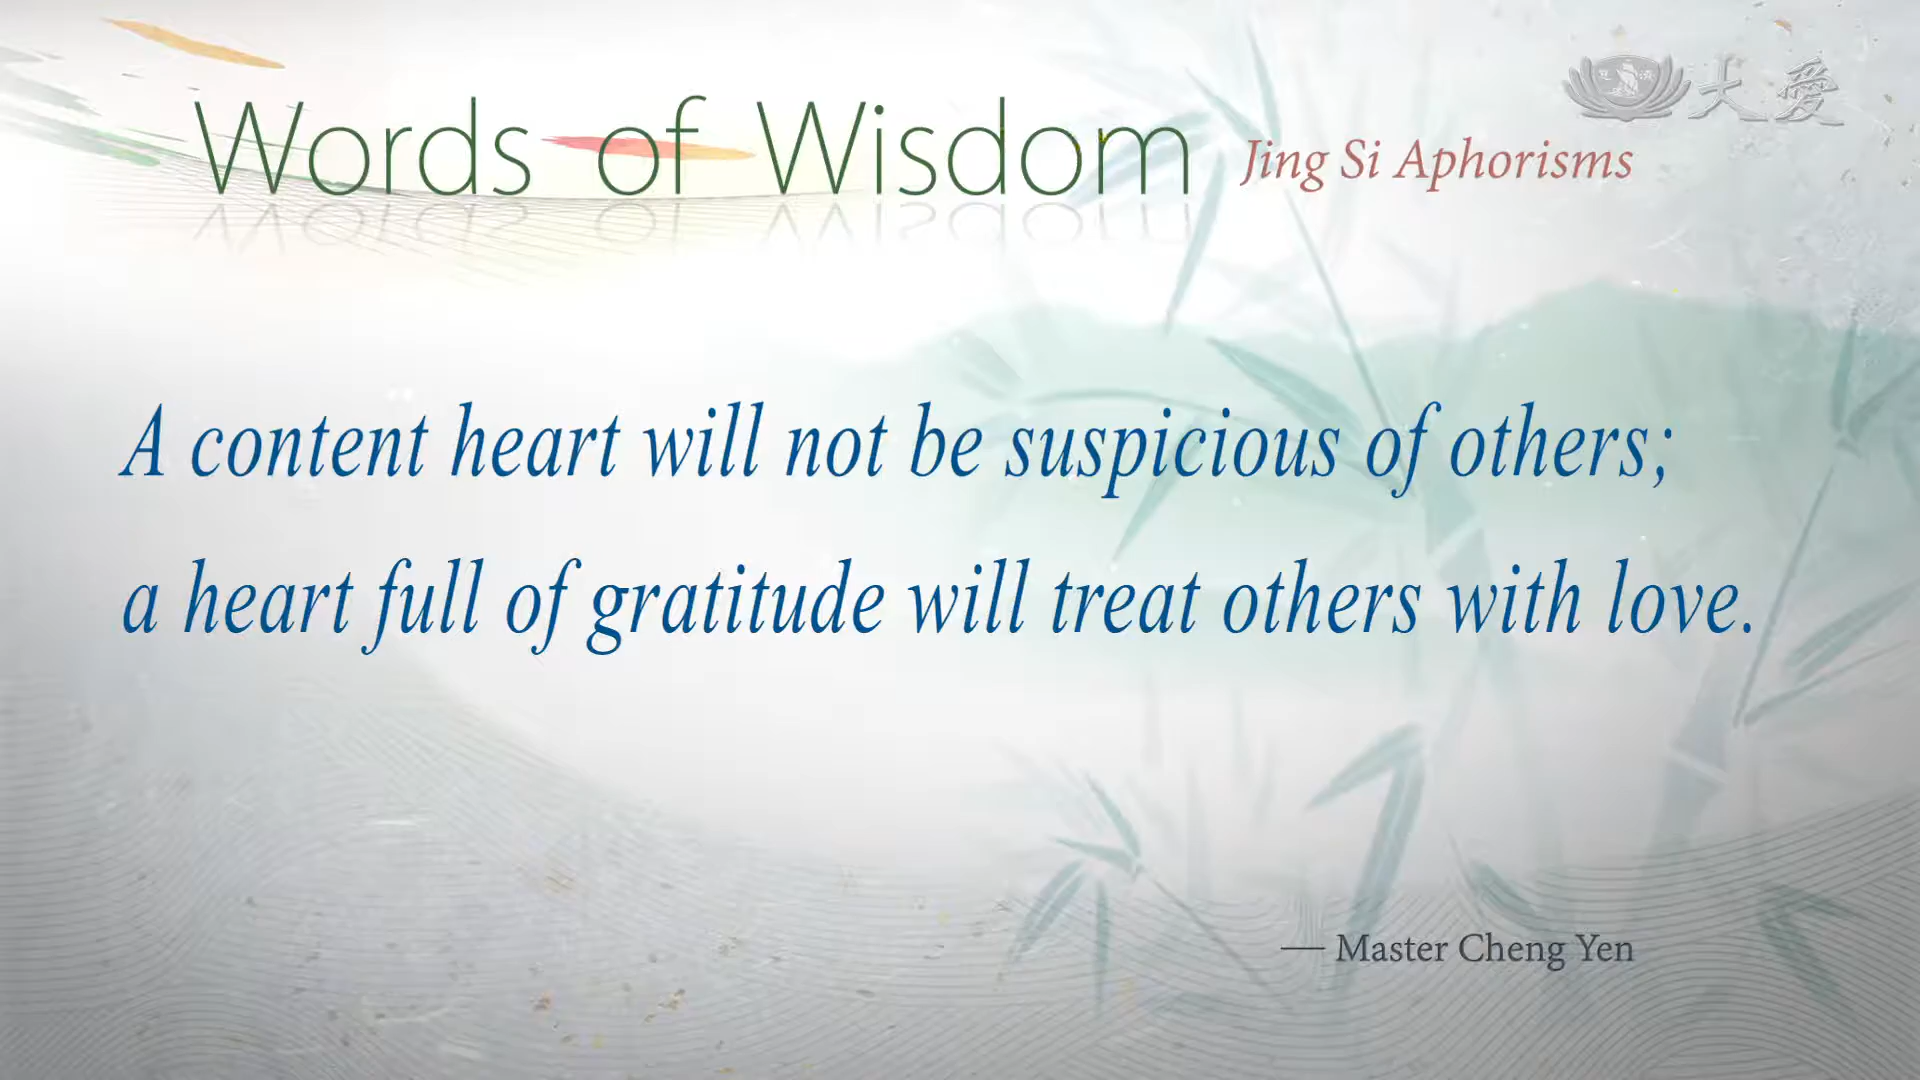 大愛
Words of Wisdom Jing Si Aphorisms
A content heart will not be suspicious of others;
a heart full of gratitude will treat others with love.
— Master Cheng Yen